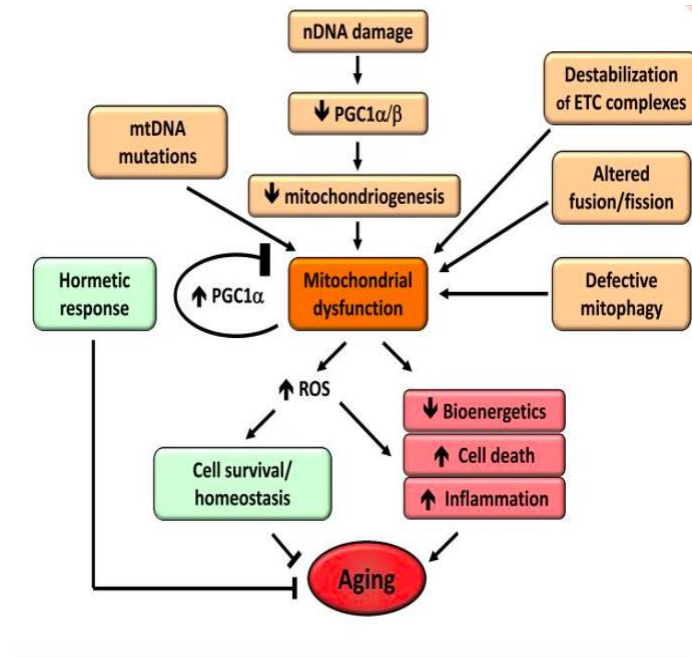 nDNA damage
↓ PGC1α/β
↓ mitochondriogenesis
mtDNA
mutations
Destabilization
of ETC complexes
Altered
fusion/fission
Defective
mitophagy
Hormetic
response
↑ PGC1α
Mitochondrial
dysfunction
↑ ROS
↓ Bioenergetics
↑ Cell death
↑ Inflammation
Cell survival/
homeostasis
Aging